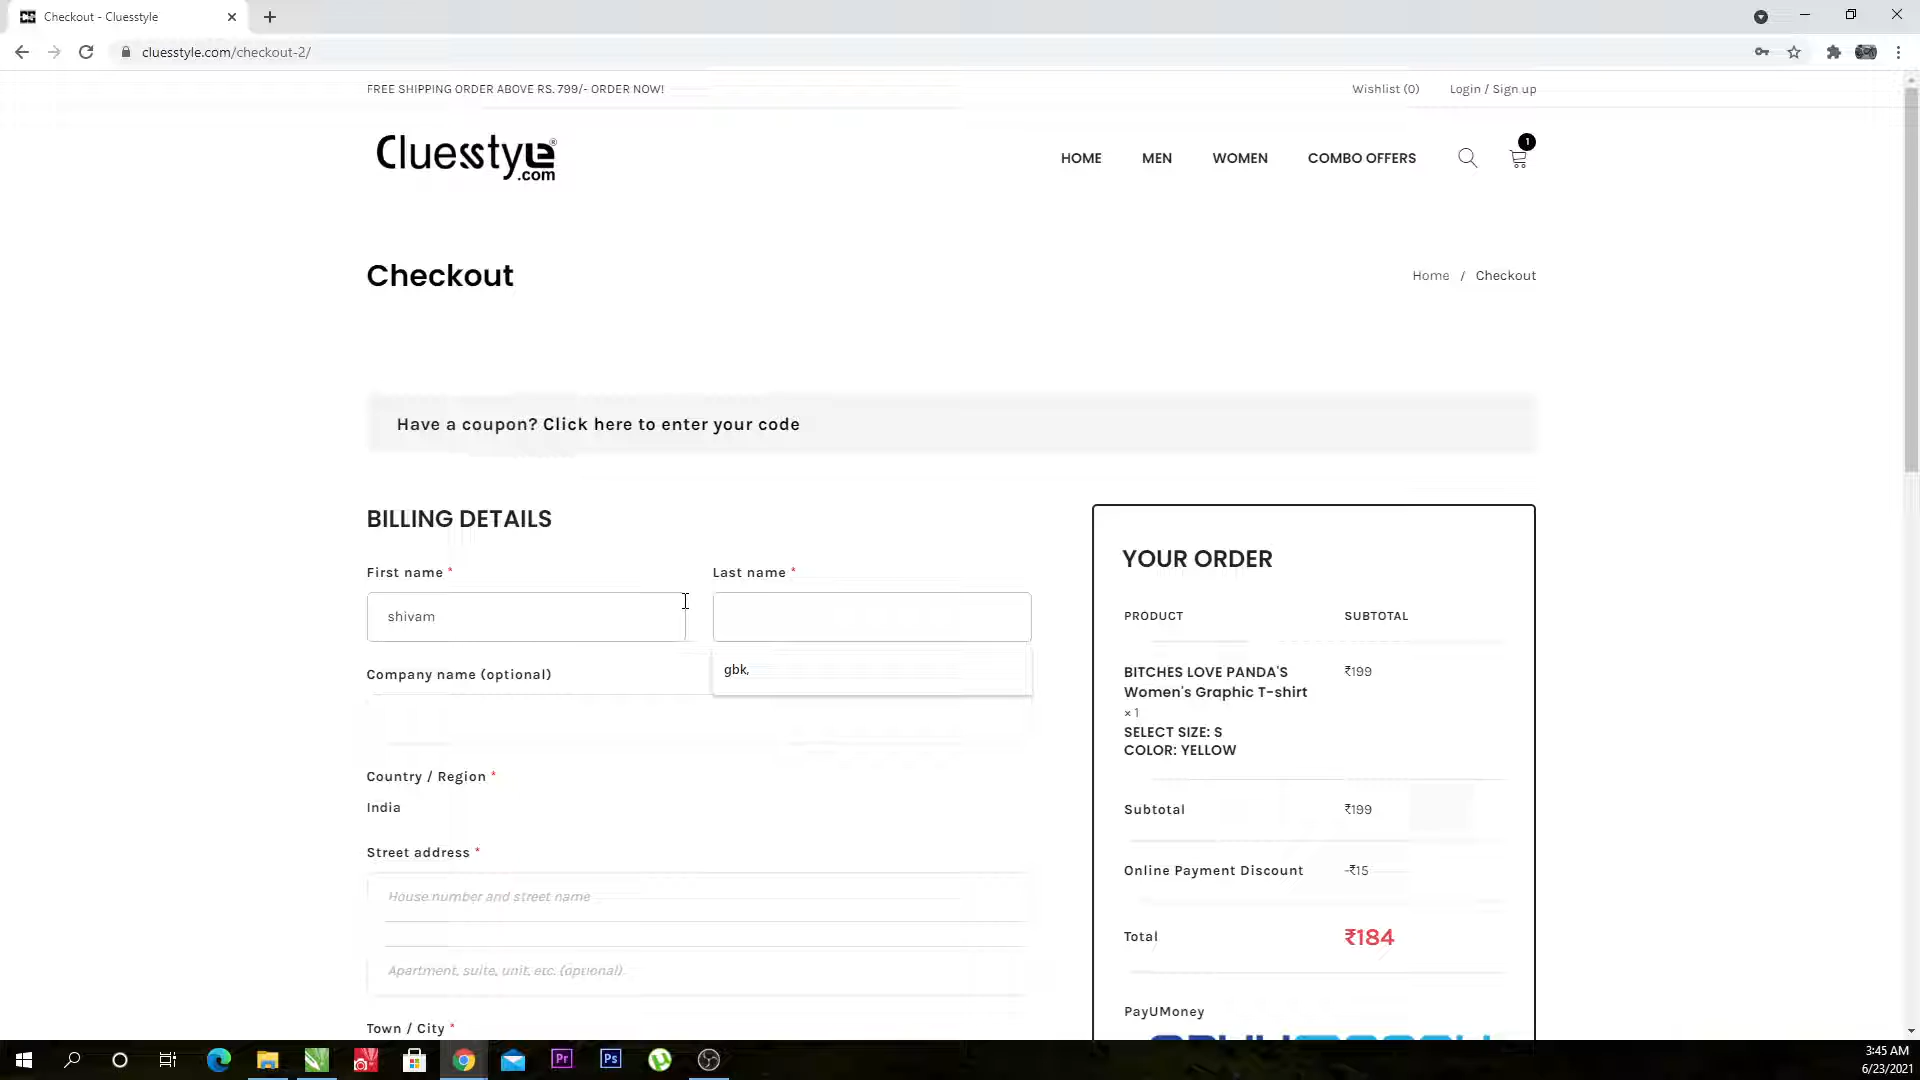 Checkout - Cluesstyle
cluesstyle.com/checkout-2/
FREE SHIPPING ORDER ABOVE RS. 799/- ORDER NOW!
Wishlist (0)
Login / Sign up
Cluesstyle®
.com
HOME
MEN
WOMEN
COMBO OFFERS
1
Checkout
Home / Checkout
Have a coupon? Click here to enter your code
BILLING DETAILS
First name *
Last name *
shivam
gbk,
Company name (optional)
Country / Region *
India
Street address *
House number and street name
Apartment, suite, unit, etc. (optional)
Town / City *
YOUR ORDER
PRODUCT
SUBTOTAL
BITCHES LOVE PANDA'S
₹199
Women's Graphic T-shirt
× 1
SELECT SIZE: S
COLOR: YELLOW
Subtotal
₹199
Online Payment Discount
-₹15
Total
₹184
PayUMoney
Pr
Ps
3:45 AM
6/23/2021